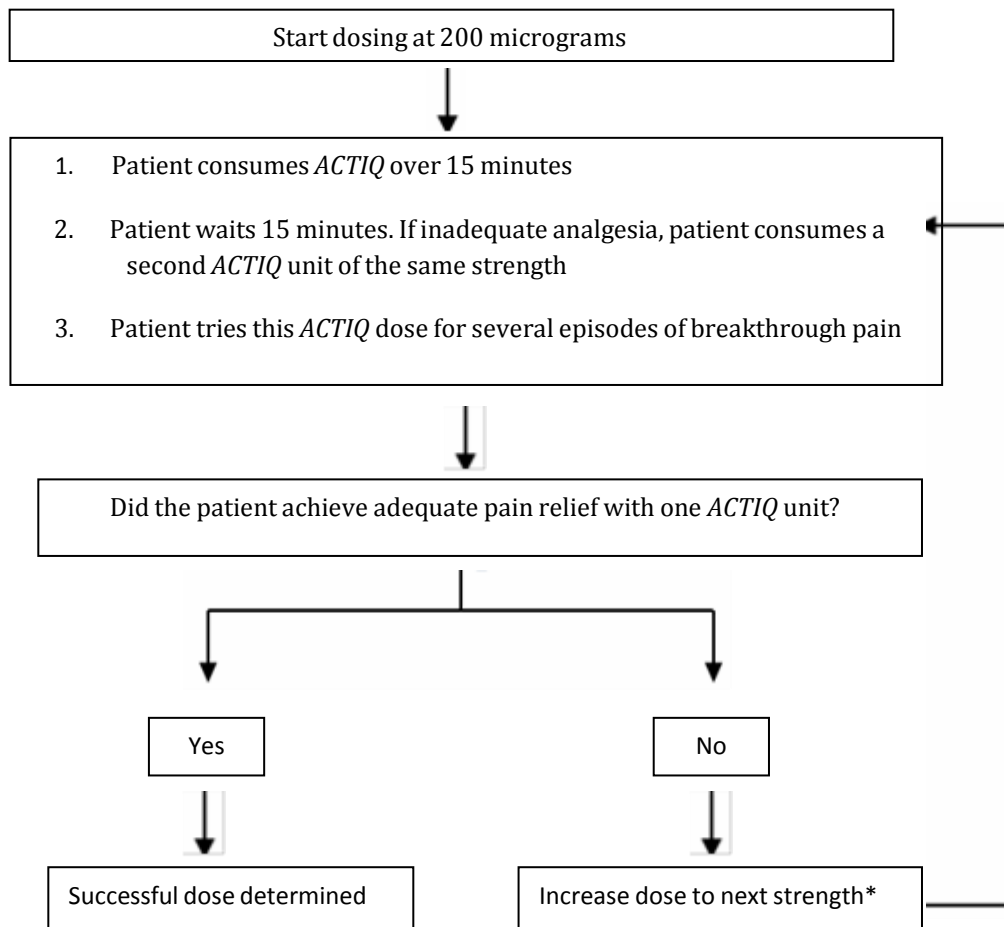 Start dosing at 200 micrograms
1. Patient consumes ACTIQ over 15 minutes
2. Patient waits 15 minutes. If inadequate analgesia, patient consumes a
second ACTIQ unit of the same strength
3. Patient tries this ACTIQ dose for several episodes of breakthrough pain
Did the patient achieve adequate pain relief with one ACTIQ unit?
Yes
No
Successful dose determined
Increase dose to next strength*